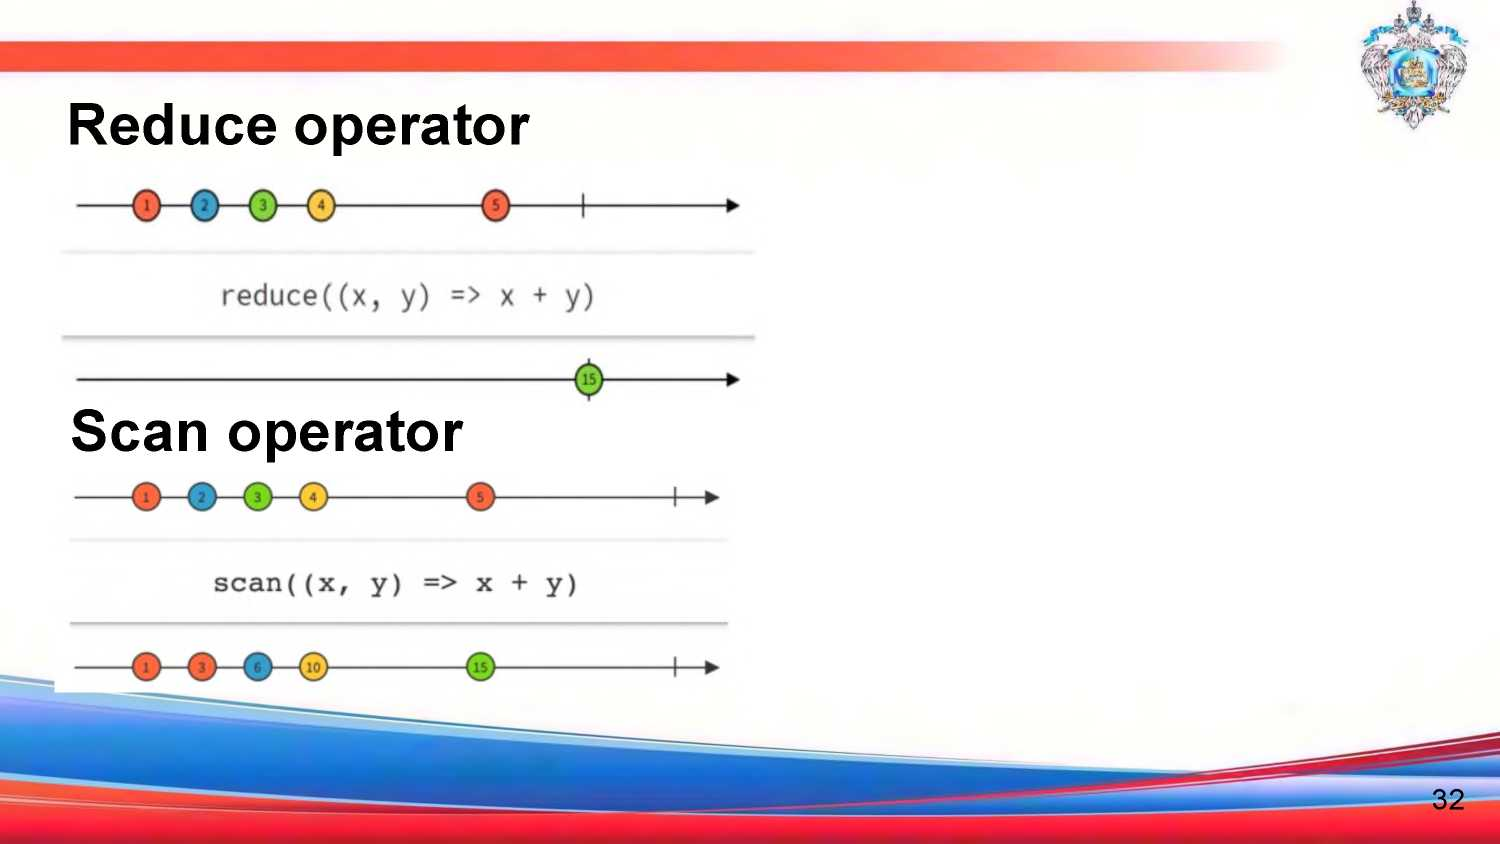 Reduce operator
1 2 3 4 5
reduce((x, y) => x + y)
15
Scan operator
1 2 3 4 5
scan((x, y) => x + y)
1 3 6 10 15
32